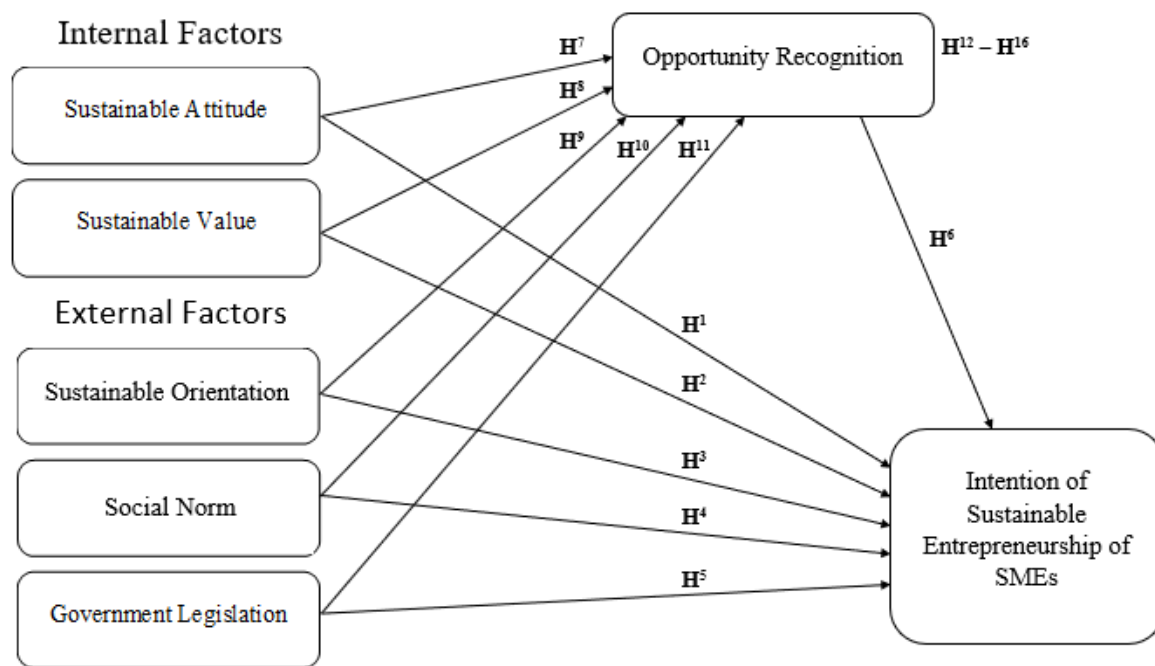 Internal Factors
Sustainable Attitude
Sustainable Value
External Factors
Sustainable Orientation
Social Norm
Government Legislation
H⁷
H⁸
H⁹
H¹⁰
H¹¹
Opportunity Recognition
H¹² – H¹⁶
H⁶
H¹
H²
H³
H⁴
H⁵
Intention of
Sustainable
Entrepreneurship of
SMEs